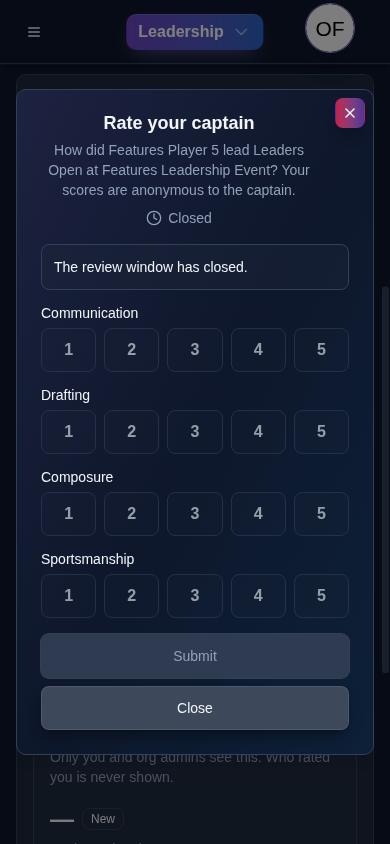 Leadership
OF
Rate your captain
How did Features Player 5 lead Leaders
Open at Features Leadership Event? Your
scores are anonymous to the captain.
Closed
The review window has closed.
Communication
1 2 3 4 5
Drafting
1 2 3 4 5
Composure
1 2 3 4 5
Sportsmanship
1 2 3 4 5
Submit
Close
Only you and org admins see this. Who rated
you is never shown.
— New